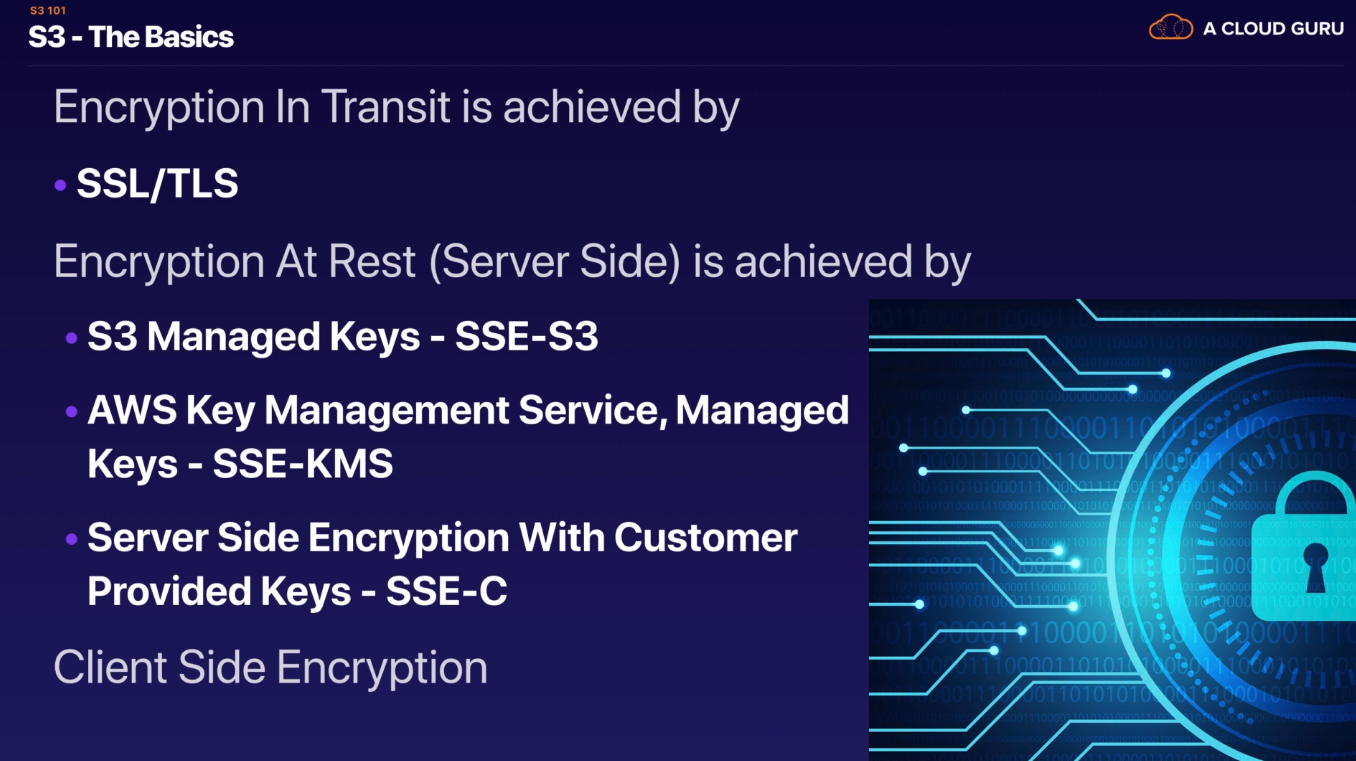 S3 101
S3 - The Basics
A CLOUD GURU
Encryption In Transit is achieved by
• SSL/TLS
Encryption At Rest (Server Side) is achieved by
• S3 Managed Keys - SSE-S3
• AWS Key Management Service, Managed
Keys - SSE-KMS
• Server Side Encryption With Customer
Provided Keys - SSE-C
Client Side Encryption